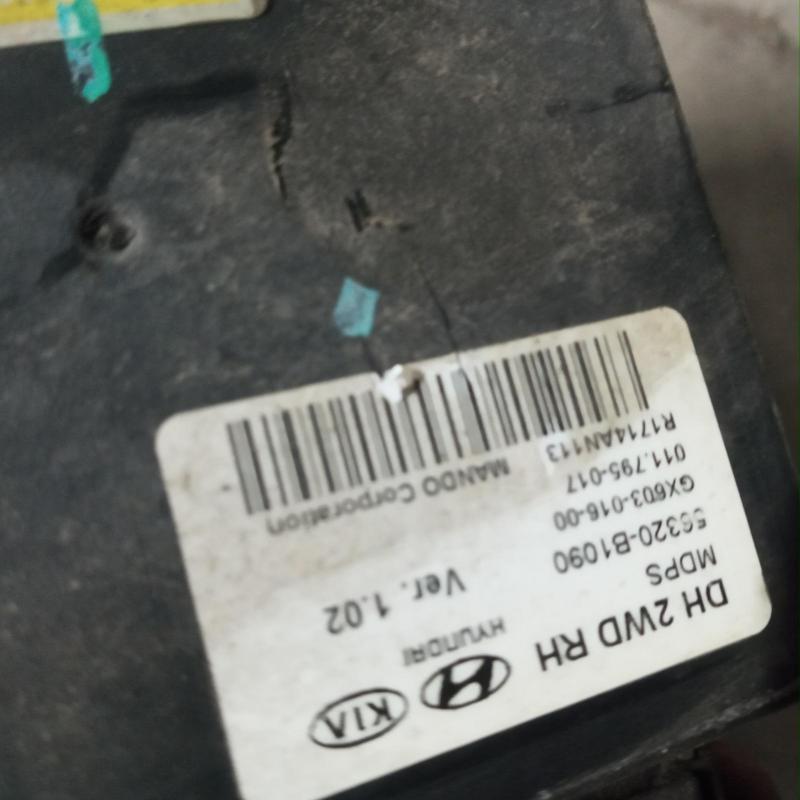 KIA HYUNDAI
DH 2WD RH
MDPS
Ver. 1.02
56320-B1090
GX603-016-00
011.795-017
MANDO Corporation
R1714AN113